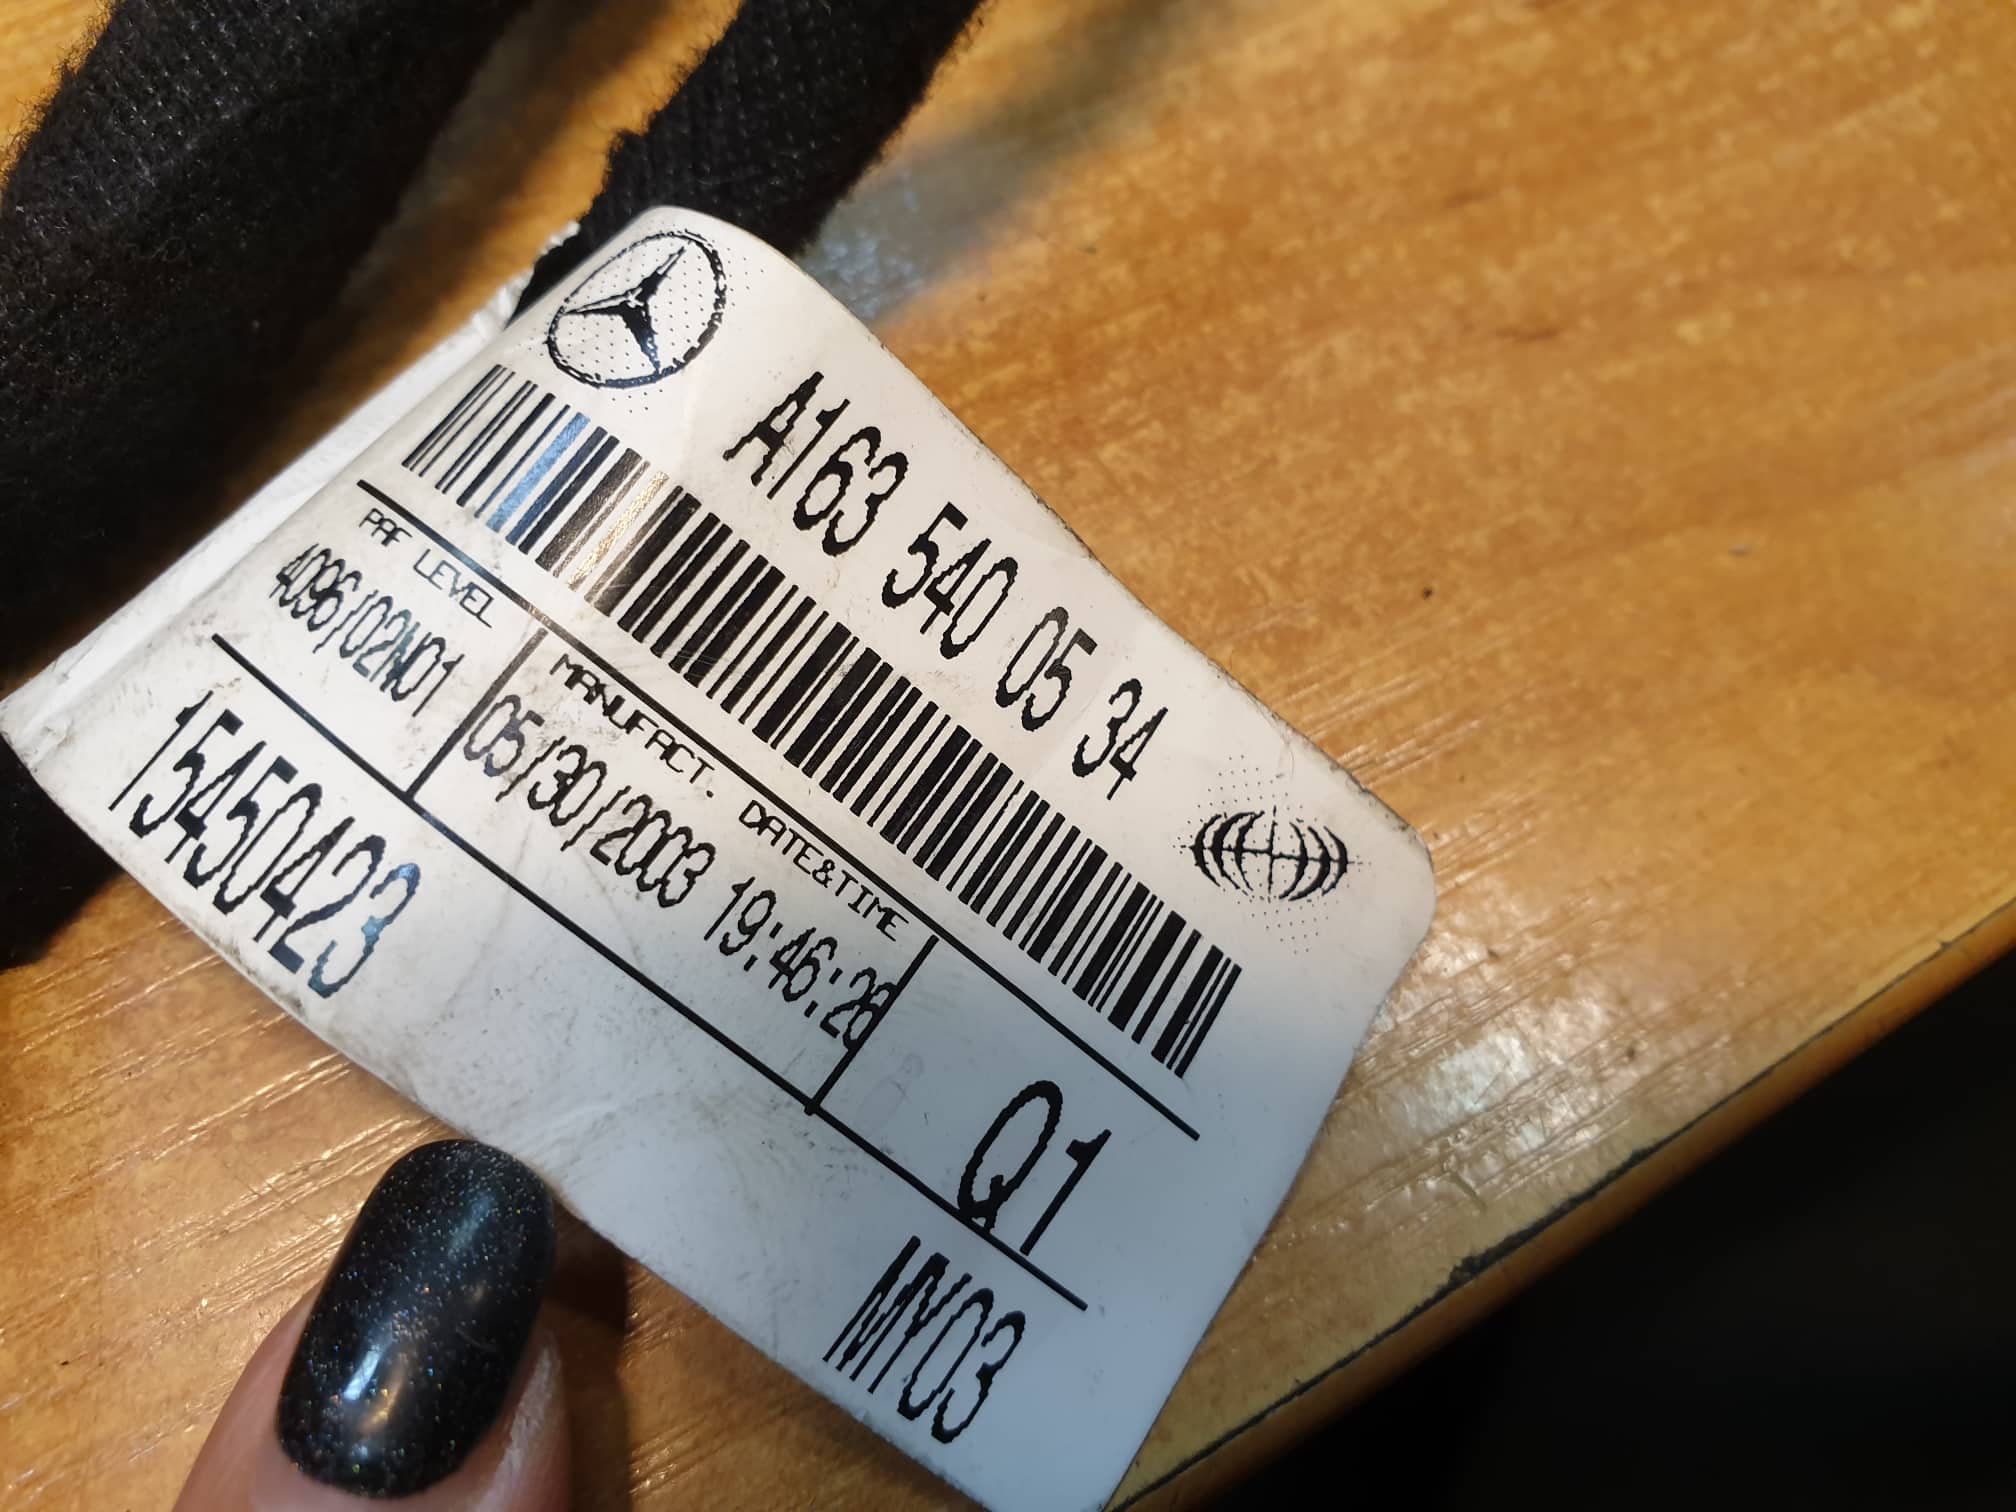 A163 540 05 34
PAF LEVEL
4096/02N01
MANUFACT. DATE&TIME
05/30/2003 19:46:26
Q1
15450423
MY03